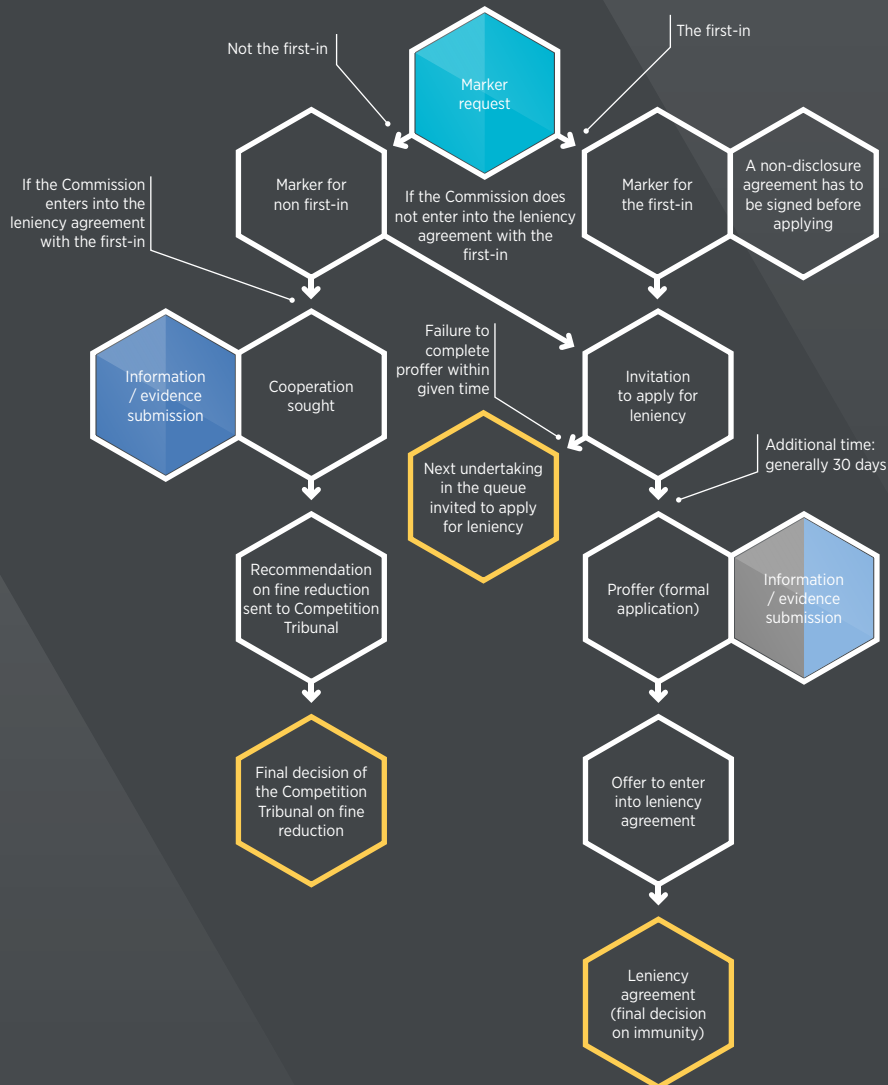 Not the first-in
Marker
request
The first-in
If the Commission
enters into the
leniency agreement
with the first-in
Marker for
non first-in
If the Commission does
not enter into the leniency
agreement with the
first-in
Marker for
the first-in
A non-disclosure
agreement has to
be signed before
applying
Information
/ evidence
submission
Cooperation
sought
Failure to
complete
proffer within
given time
Invitation
to apply for
leniency
Next undertaking
in the queue
invited to apply
for leniency
Additional time:
generally 30 days
Recommendation
on fine reduction
sent to Competition
Tribunal
Proffer (formal
application)
Information
/ evidence
submission
Final decision of
the Competition
Tribunal on fine
reduction
Offer to enter
into leniency
agreement
Leniency
agreement
(final decision
on immunity)